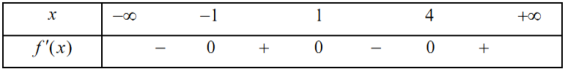 x −∞ −1 1 4 +∞
f′(x) − 0 + 0 − 0 +